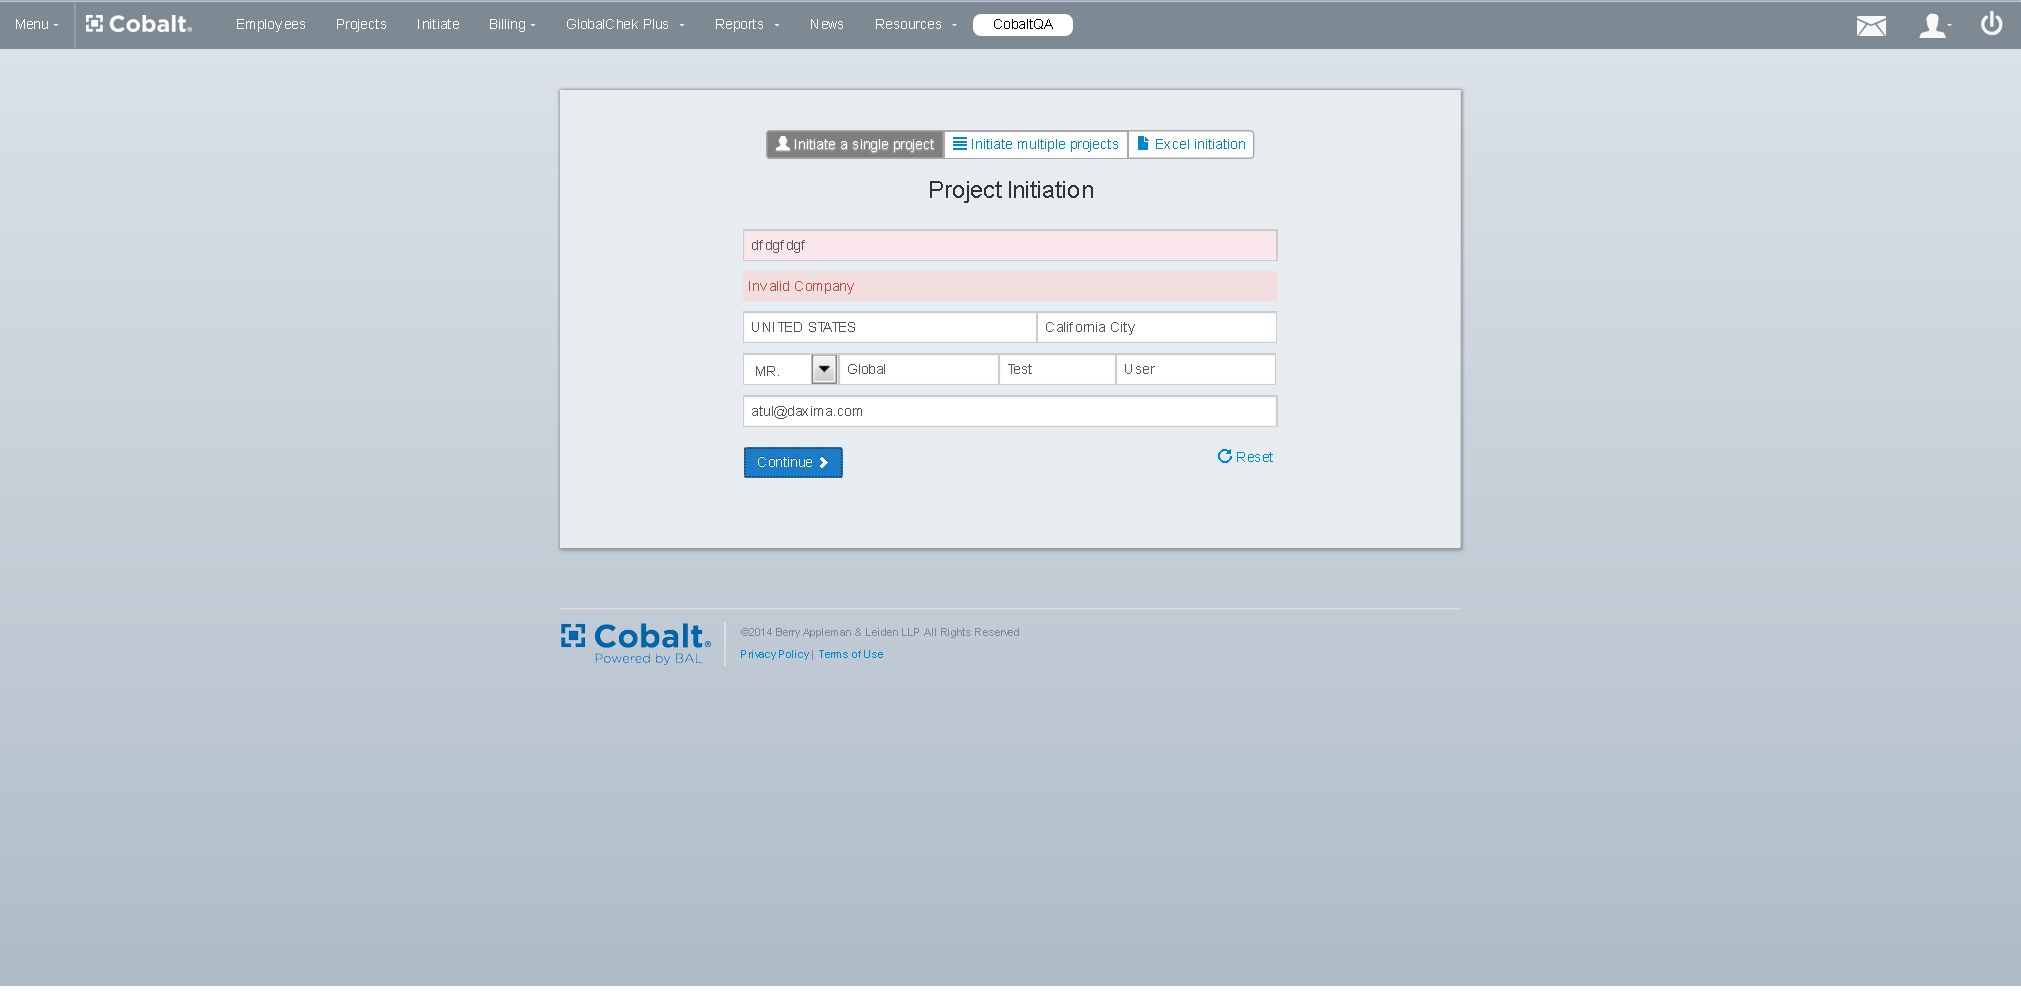 Menu Cobalt. Employees Projects Initiate Billing GlobalChek Plus Reports News Resources CobaltQA
Initiate a single project Initiate multiple projects Excel initiation
Project Initiation
dfdgfdgf
Invalid Company
UNITED STATES California City
MR. Global Test User
atul@daxima.com
Continue Reset
Cobalt®
Powered by BAL
©2014 Berry Appleman & Leiden LLP. All Rights Reserved
Privacy Policy | Terms of Use